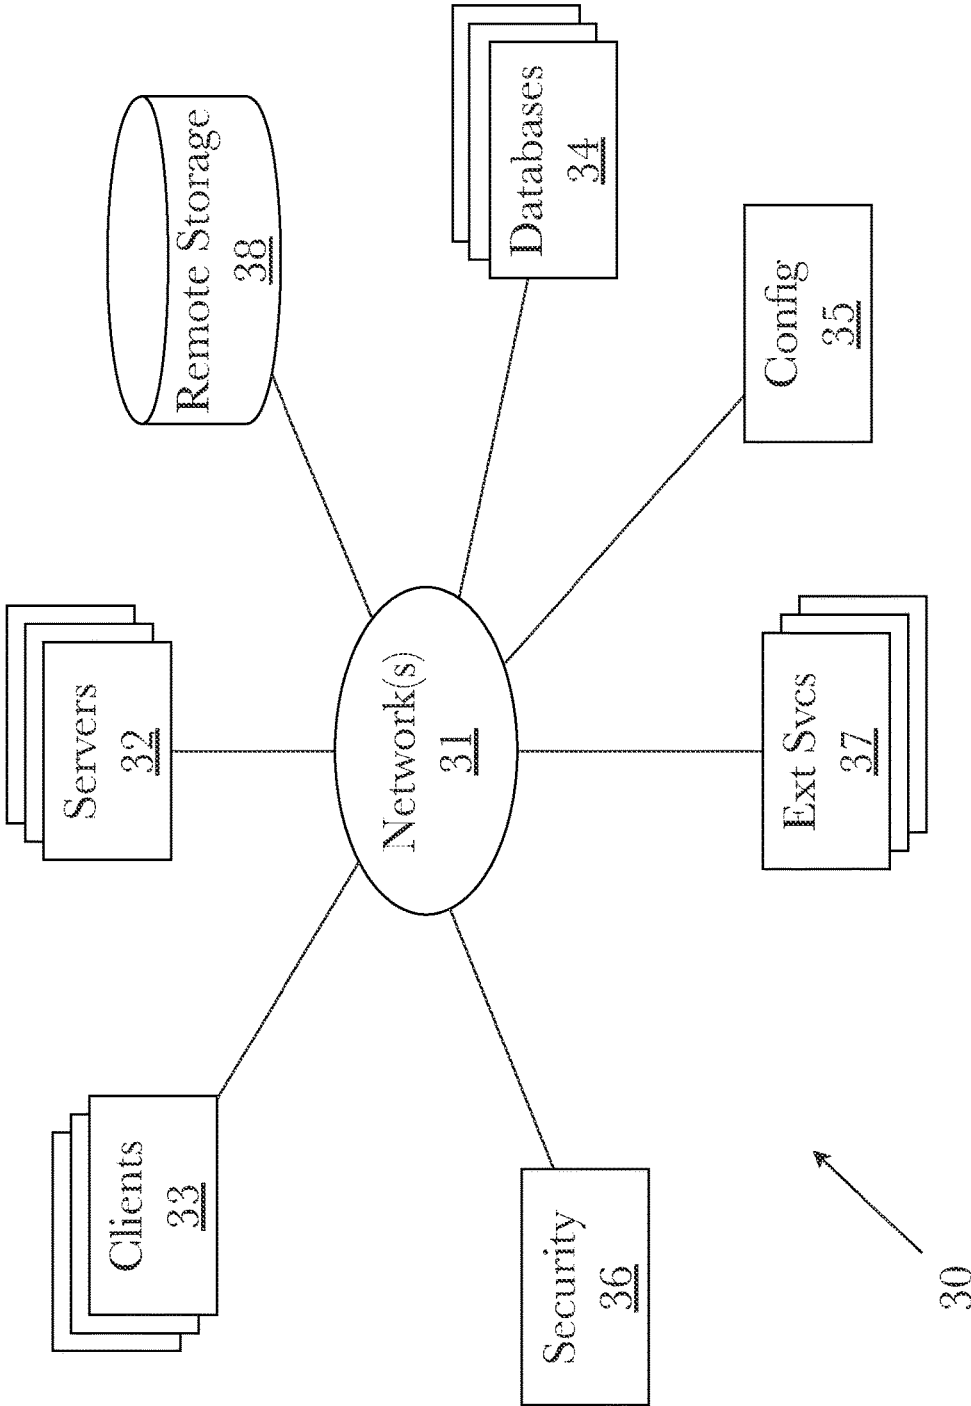 Servers
32
Clients
33
Remote Storage
38
Network(s)
31
Databases
34
Security
36
Ext Svcs
37
Config
35
30